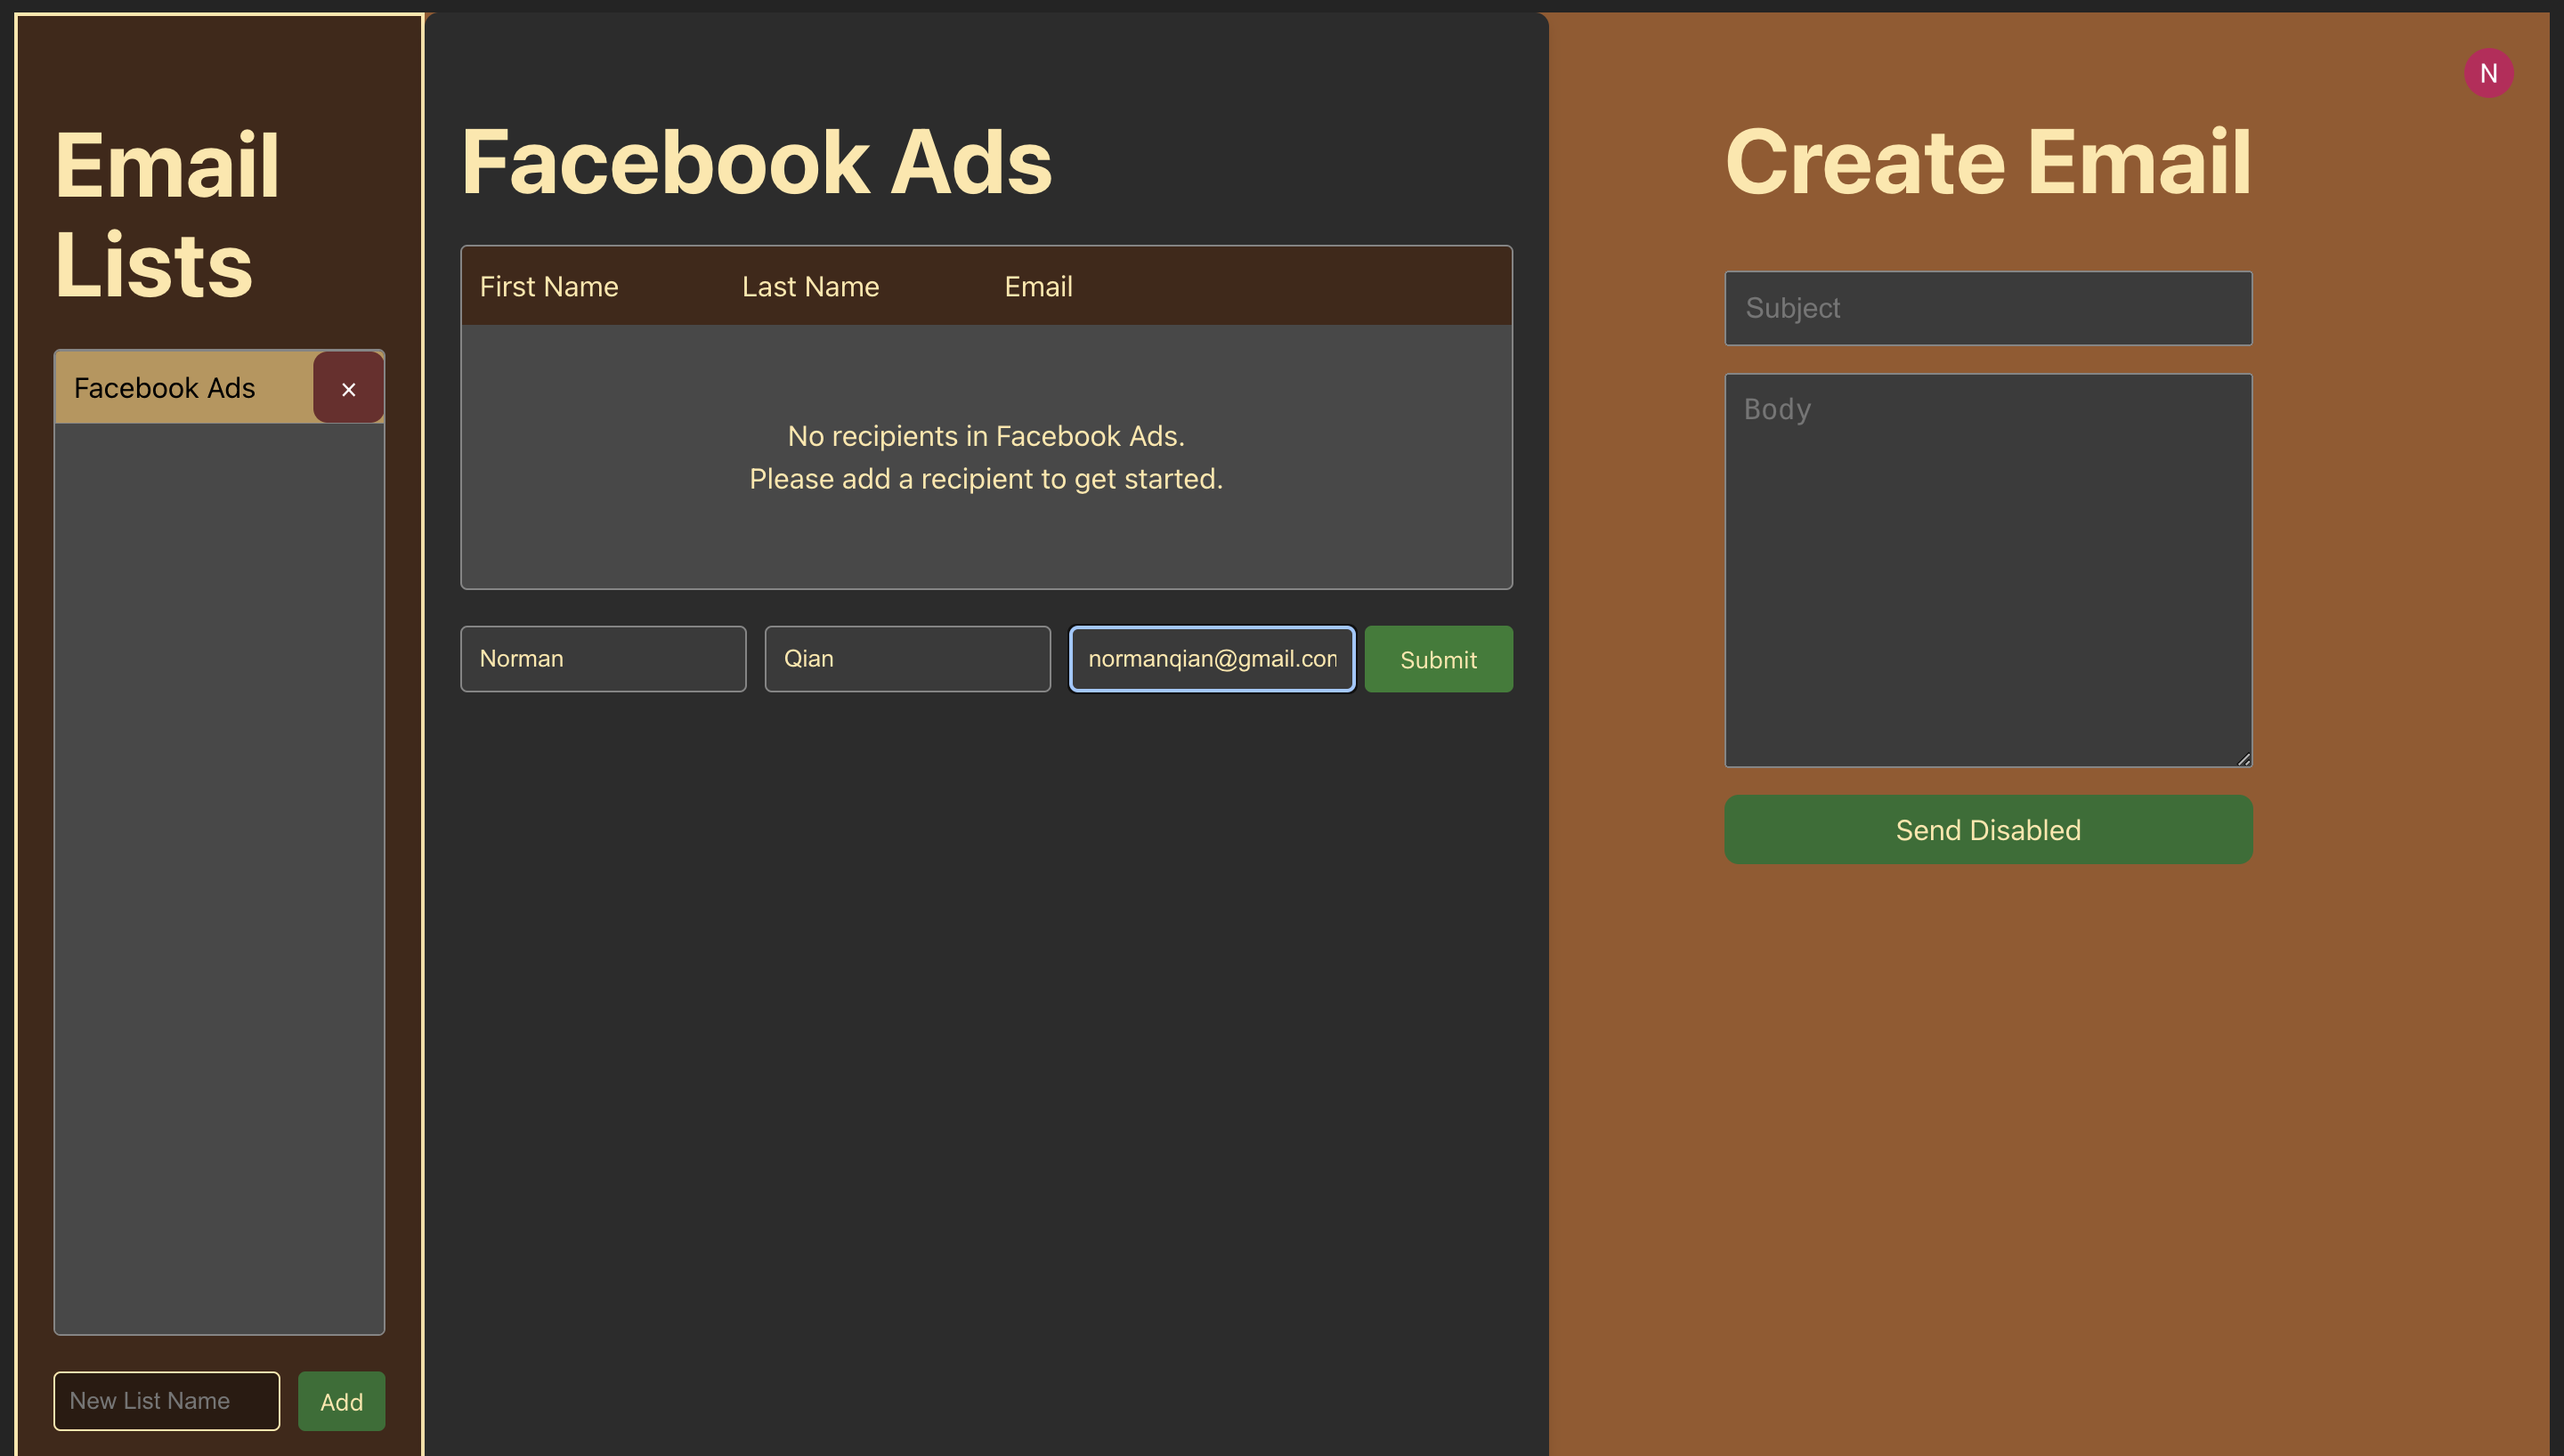 Email
Lists
Facebook Ads ×
New List Name Add
Facebook Ads
First Name Last Name Email
No recipients in Facebook Ads.
Please add a recipient to get started.
Norman Qian normanqian@gmail.con Submit
N
Create Email
Subject
Body
Send Disabled